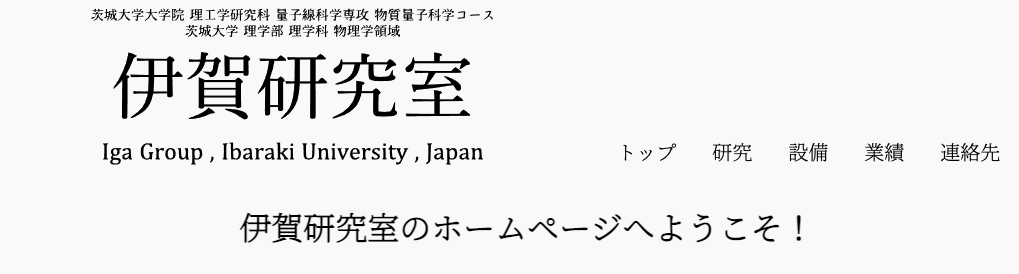 茨城大学大学院 理工学研究科 量子線科学専攻 物質量子科学コース
茨城大学 理学部 理学科 物理学領域
伊賀研究室
Iga Group , Ibaraki University , Japan
トップ 研究 設備 業績 連絡先
伊賀研究室のホームページへようこそ！